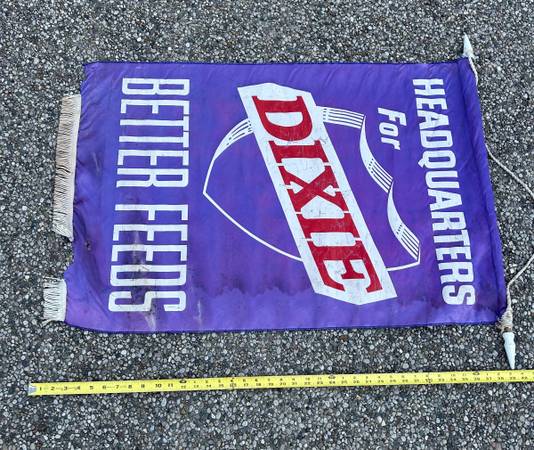 HEADQUARTERS
For
DIXIE
BETTER FEEDS